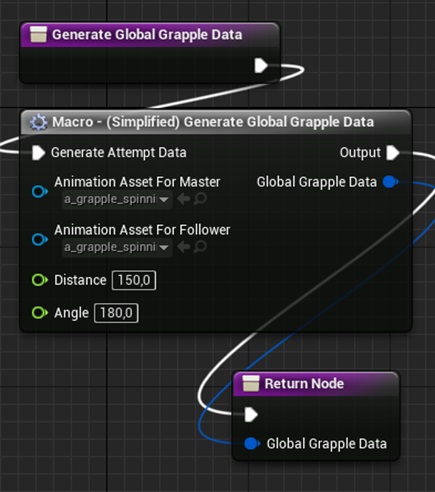 Generate Global Grapple Data
Macro - (Simplified) Generate Global Grapple Data
Generate Attempt Data Output
Animation Asset For Master Global Grapple Data
a_grapple_spinni
Animation Asset For Follower
a_grapple_spinni
Distance 150,0
Angle 180,0
Return Node
Global Grapple Data